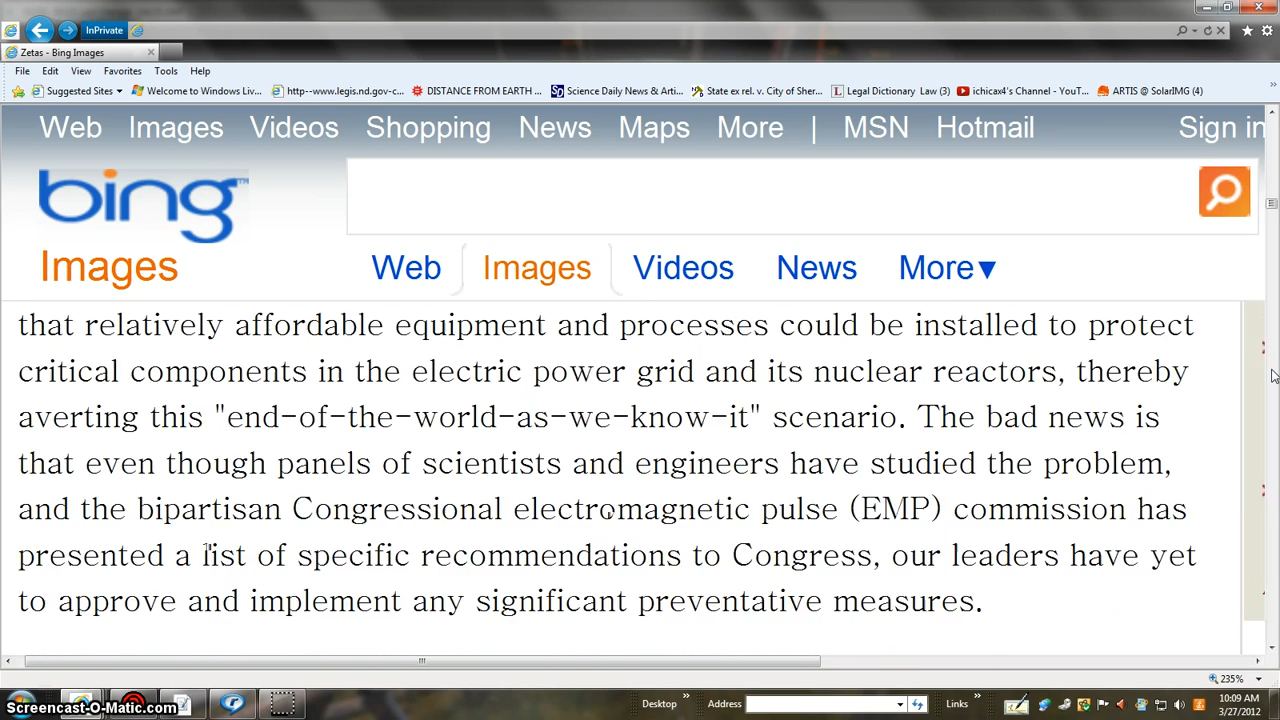 InPrivate
Zetas - Bing Images
File Edit View Favorites Tools Help
Suggested Sites Welcome to Windows Liv... http--www.legis.nd.gov-c... DISTANCE FROM EARTH ... Science Daily News & Arti... State ex rel. v. City of Sher... Legal Dictionary Law (3) ichicax4's Channel - YouT... ARTIS @ SolarIMG (4)
Web Images Videos Shopping News Maps More | MSN Hotmail Sign in
bing™
Images Web Images Videos News More▼
that relatively affordable equipment and processes could be installed to protect
critical components in the electric power grid and its nuclear reactors, thereby
averting this "end-of-the-world-as-we-know-it" scenario. The bad news is
that even though panels of scientists and engineers have studied the problem,
and the bipartisan Congressional electromagnetic pulse (EMP) commission has
presented a list of specific recommendations to Congress, our leaders have yet
to approve and implement any significant preventative measures.
235%
Screencast-O-Matic.com Desktop » Address Links » 10:09 AM
3/27/2012